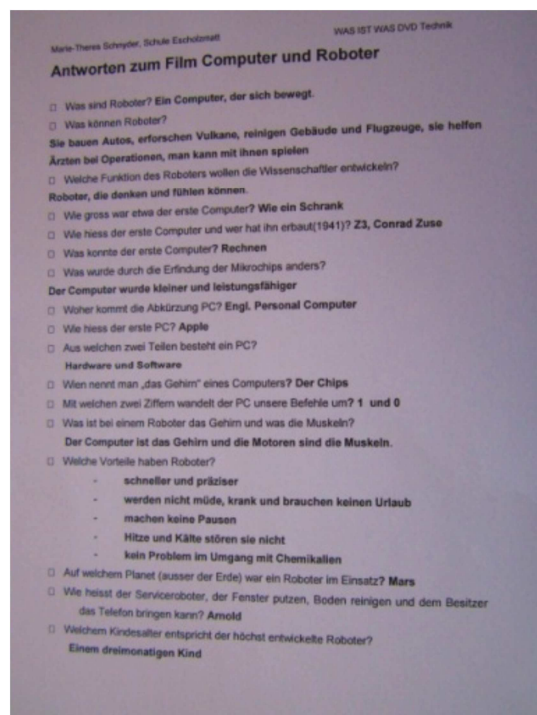 Marie-Theres Schnyder, Schule Escholzmatt
WAS IST WAS DVD Technik
Antworten zum Film Computer und Roboter
□ Was sind Roboter? Ein Computer, der sich bewegt.
□ Was können Roboter?
Sie bauen Autos, erforschen Vulkane, reinigen Gebäude und Flugzeuge, sie helfen
Ärzten bei Operationen, man kann mit ihnen spielen
□ Welche Funktion des Roboters wollen die Wissenschaftler entwickeln?
Roboter, die denken und fühlen können.
□ Wie gross war etwa der erste Computer? Wie ein Schrank
□ Wie hiess der erste Computer und wer hat ihn erbaut(1941)? Z3, Conrad Zuse
□ Was konnte der erste Computer? Rechnen
□ Was wurde durch die Erfindung der Mikrochips anders?
Der Computer wurde kleiner und leistungsfähiger
□ Woher kommt die Abkürzung PC? Engl. Personal Computer
□ Wie hiess der erste PC? Apple
□ Aus welchen zwei Teilen besteht ein PC?
Hardware und Software
□ Wien nennt man „das Gehirn" eines Computers? Der Chips
□ Mit welchen zwei Ziffern wandelt der PC unsere Befehle um? 1 und 0
□ Was ist bei einem Roboter das Gehirn und was die Muskeln?
Der Computer ist das Gehirn und die Motoren sind die Muskeln.
□ Welche Vorteile haben Roboter?
- schneller und präziser
- werden nicht müde, krank und brauchen keinen Urlaub
- machen keine Pausen
- Hitze und Kälte stören sie nicht
- kein Problem im Umgang mit Chemikalien
□ Auf welchem Planet (ausser der Erde) war ein Roboter im Einsatz? Mars
□ Wie heisst der Serviceroboter, der Fenster putzen, Boden reinigen und dem Besitzer
das Telefon bringen kann? Arnold
□ Welchem Kindesalter entspricht der höchst entwickelte Roboter?
Einem dreimonatigen Kind